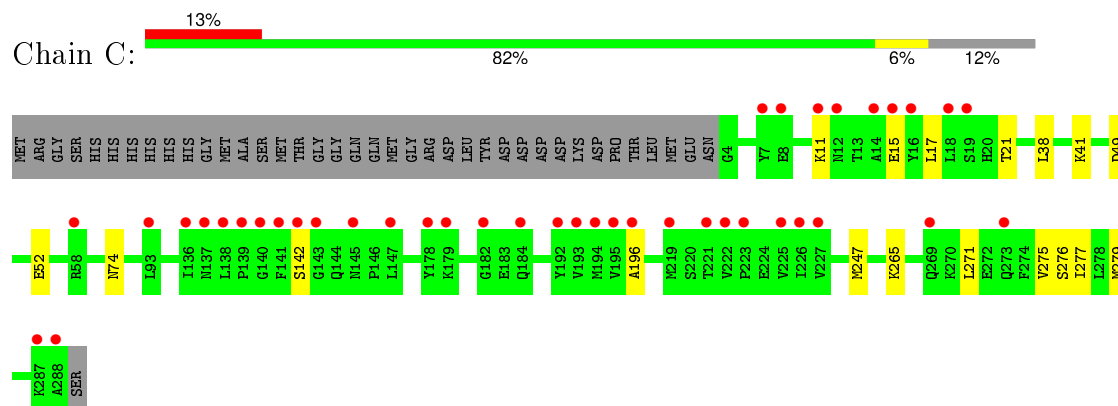 13%
Chain C:
82% 6% 12%
MET ARG GLY SER HIS HIS HIS HIS HIS HIS GLY MET ALA SER MET THR GLY GLY GLN GLN MET GLY ARG ASP LEU TYR ASP ASP ASP ASP LYS ASP PRO THR LEU MET GLU ASN G4 Y7 E8 K11 N12 T13 A14 E15 Y16 L17 L18 S19 H20 T21 L38 K41 D49
E52 R58 N74 L93 I136 N137 L138 P139 G140 F141 S142 G143 Q144 N145 P146 L147 Y178 K179 G182 E183 Q184 Y192 V193 M194 V195 A196 M219 S220 T221 V222 P223 E224 V225 I226 V227 M247 K265 Q269 K270 L271 E272 Q273 F274 V275 S276 I277 L278 M279
K287 A288 SER